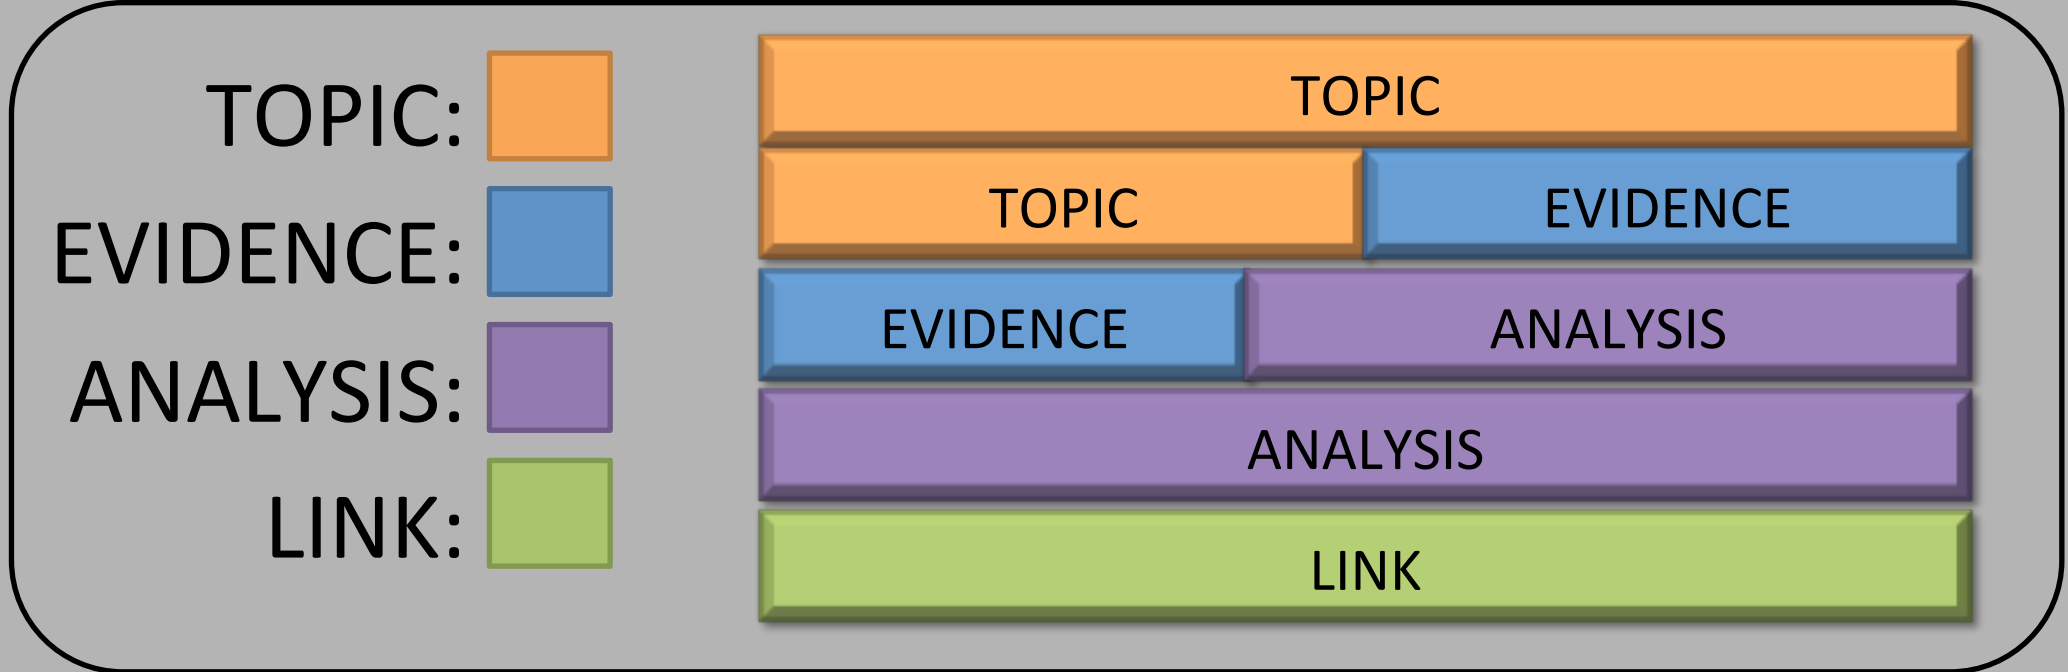 TOPIC:
EVIDENCE:
ANALYSIS:
LINK:
TOPIC
TOPIC EVIDENCE
EVIDENCE ANALYSIS
ANALYSIS
LINK